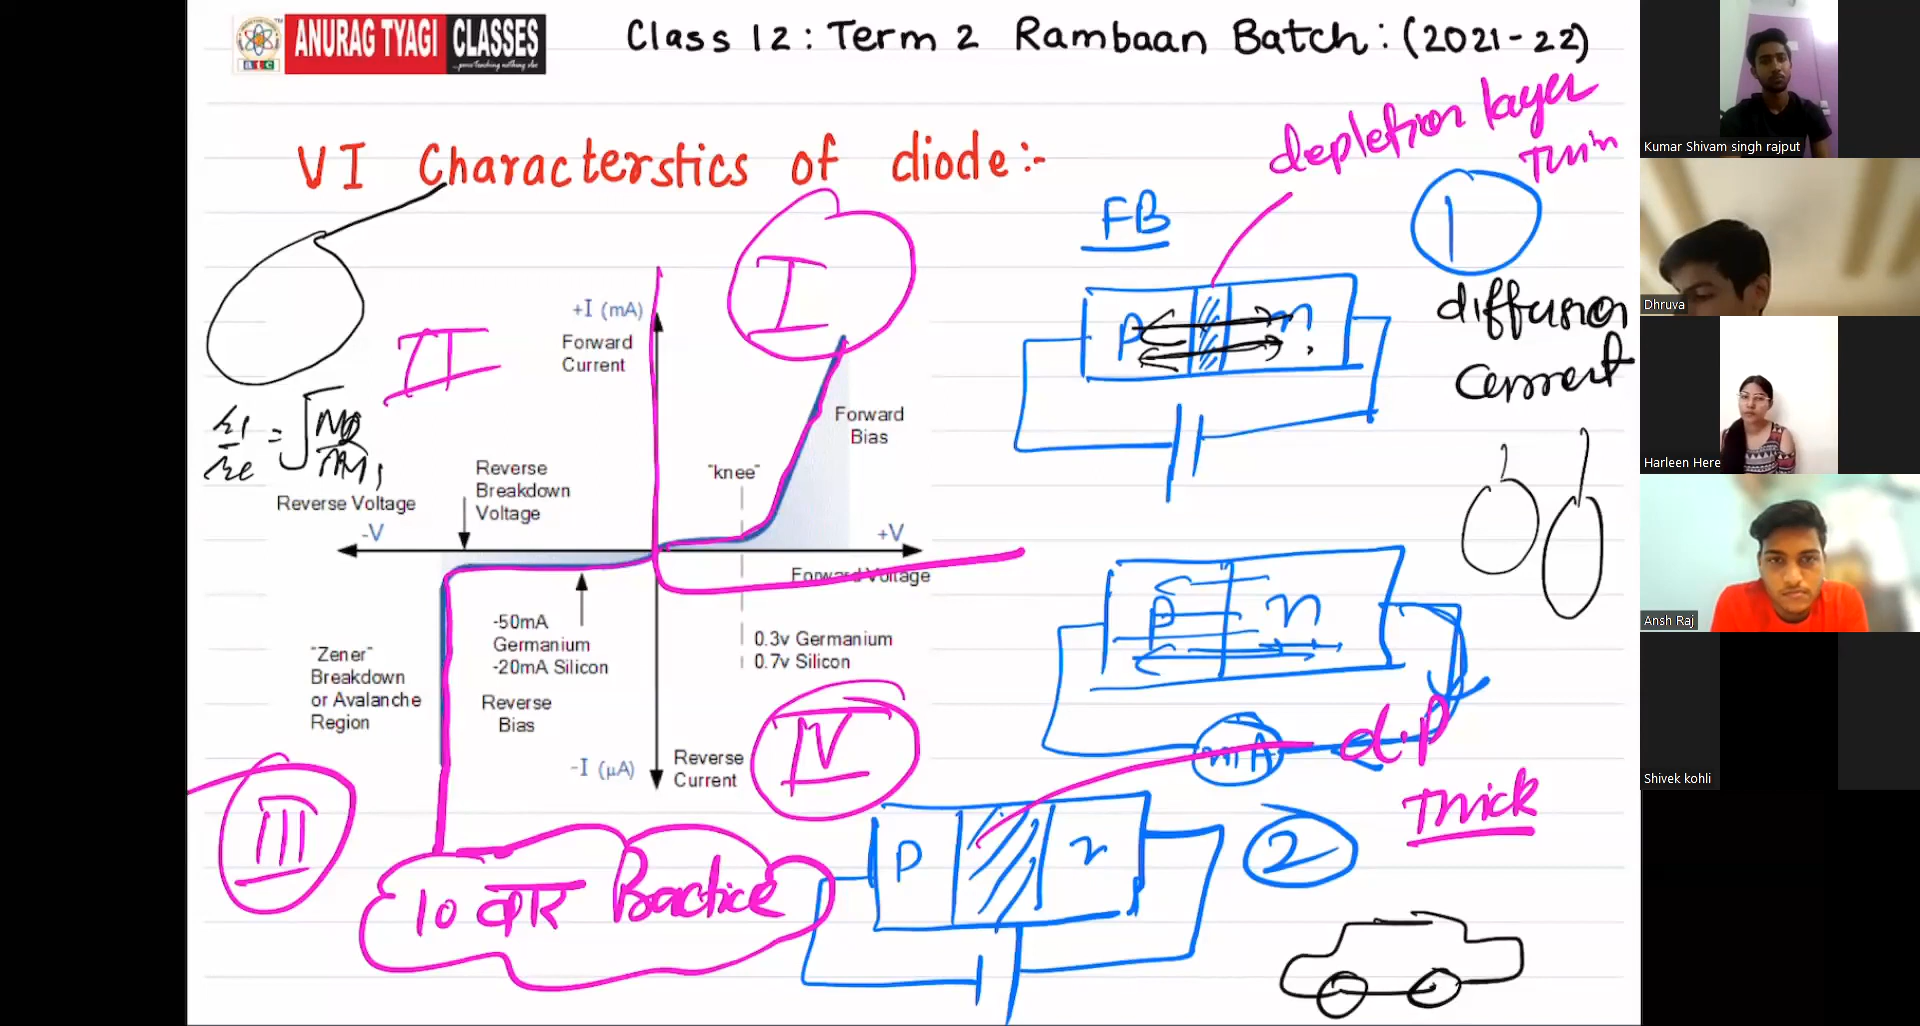 ANURAG TYAGI CLASSES
Class 12 : Term 2 Rambaan Batch : (2021-22)
VI Characterstics of diode :-
depletion layer
Thin
FB
1
I
II
+I (mA)
Forward
Current
p n
diffusion
current
Forward
Bias
Reverse
Breakdown
Voltage
"knee"
Reverse Voltage
-V
+V
Forward Voltage
-50mA
Germanium
-20mA Silicon
0.3v Germanium
0.7v Silicon
p n
"Zener"
Breakdown
or Avalanche
Region
Reverse
Bias
IV
-I (μA)
Reverse
Current
mA
d.p
Thick
III
p n
2
10 बार Practice
Kumar Shivam singh rajput
Dhruva
Harleen Here
Ansh Raj
Shivek kohli